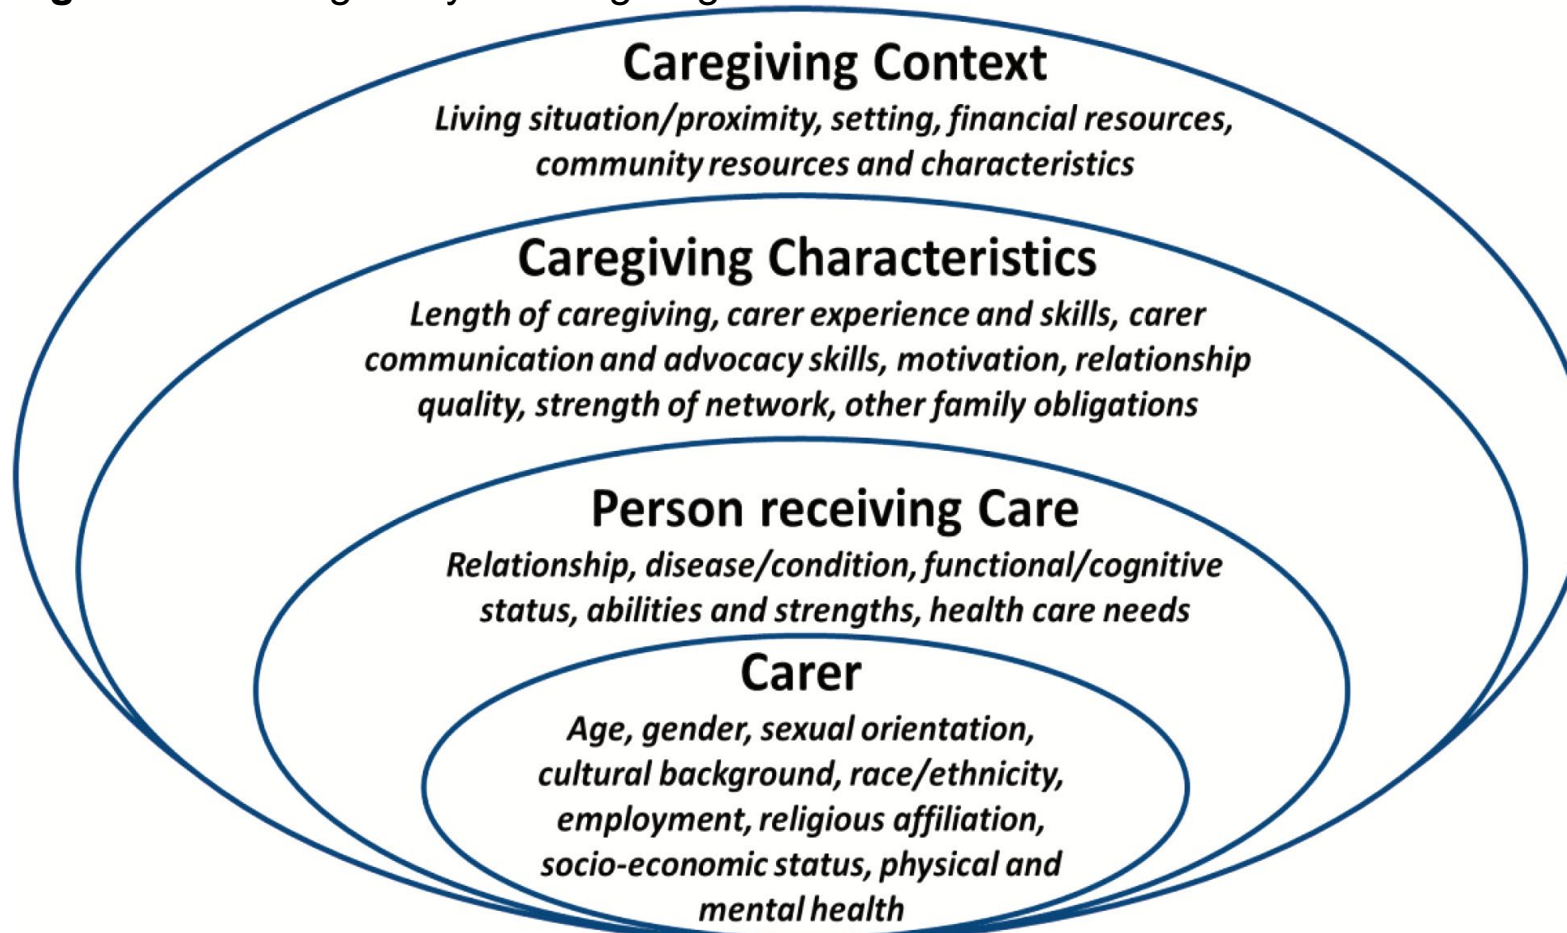 Caregiving Context
Living situation/proximity, setting, financial resources,
community resources and characteristics
Caregiving Characteristics
Length of caregiving, carer experience and skills, carer
communication and advocacy skills, motivation, relationship
quality, strength of network, other family obligations
Person receiving Care
Relationship, disease/condition, functional/cognitive
status, abilities and strengths, health care needs
Carer
Age, gender, sexual orientation,
cultural background, race/ethnicity,
employment, religious affiliation,
socio-economic status, physical and
mental health